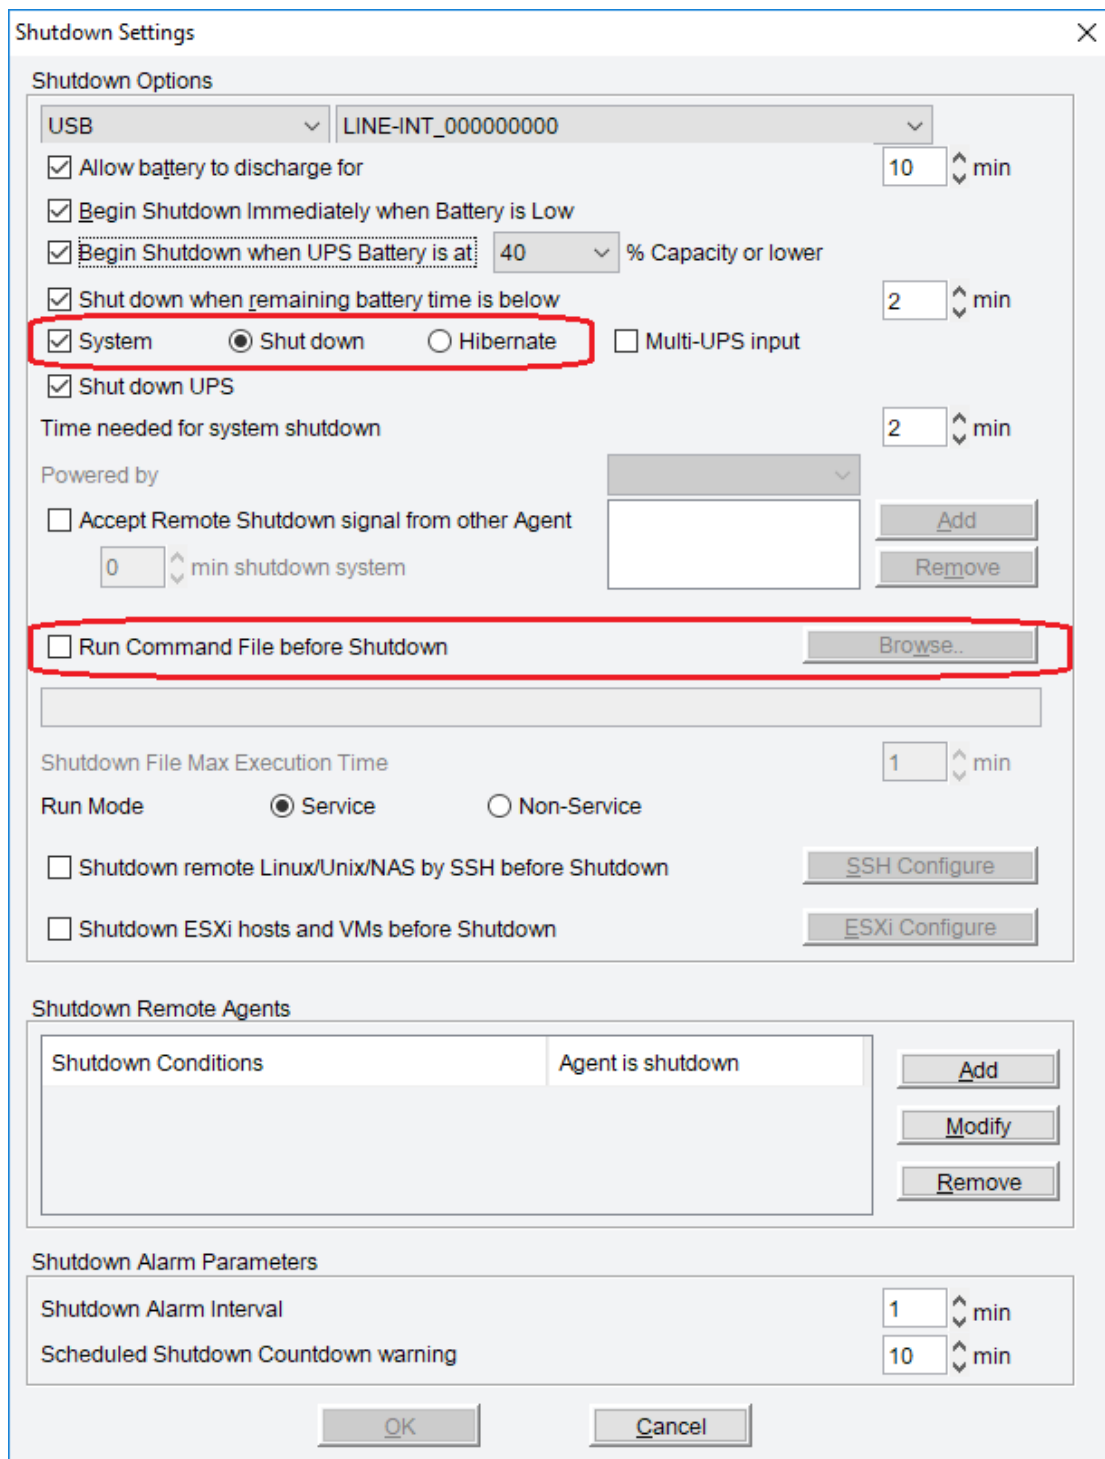 Shutdown Settings
Shutdown Options
USB LINE-INT_000000000
Allow battery to discharge for 10 min
Begin Shutdown Immediately when Battery is Low
Begin Shutdown when UPS Battery is at 40 % Capacity or lower
Shut down when remaining battery time is below 2 min
System Shut down Hibernate Multi-UPS input
Shut down UPS
Time needed for system shutdown 2 min
Powered by
Accept Remote Shutdown signal from other Agent Add
0 min shutdown system Remove
Run Command File before Shutdown Browse..
Shutdown File Max Execution Time 1 min
Run Mode Service Non-Service
Shutdown remote Linux/Unix/NAS by SSH before Shutdown SSH Configure
Shutdown ESXi hosts and VMs before Shutdown ESXi Configure
Shutdown Remote Agents
Shutdown Conditions Agent is shutdown Add
Modify
Remove
Shutdown Alarm Parameters
Shutdown Alarm Interval 1 min
Scheduled Shutdown Countdown warning 10 min
OK Cancel